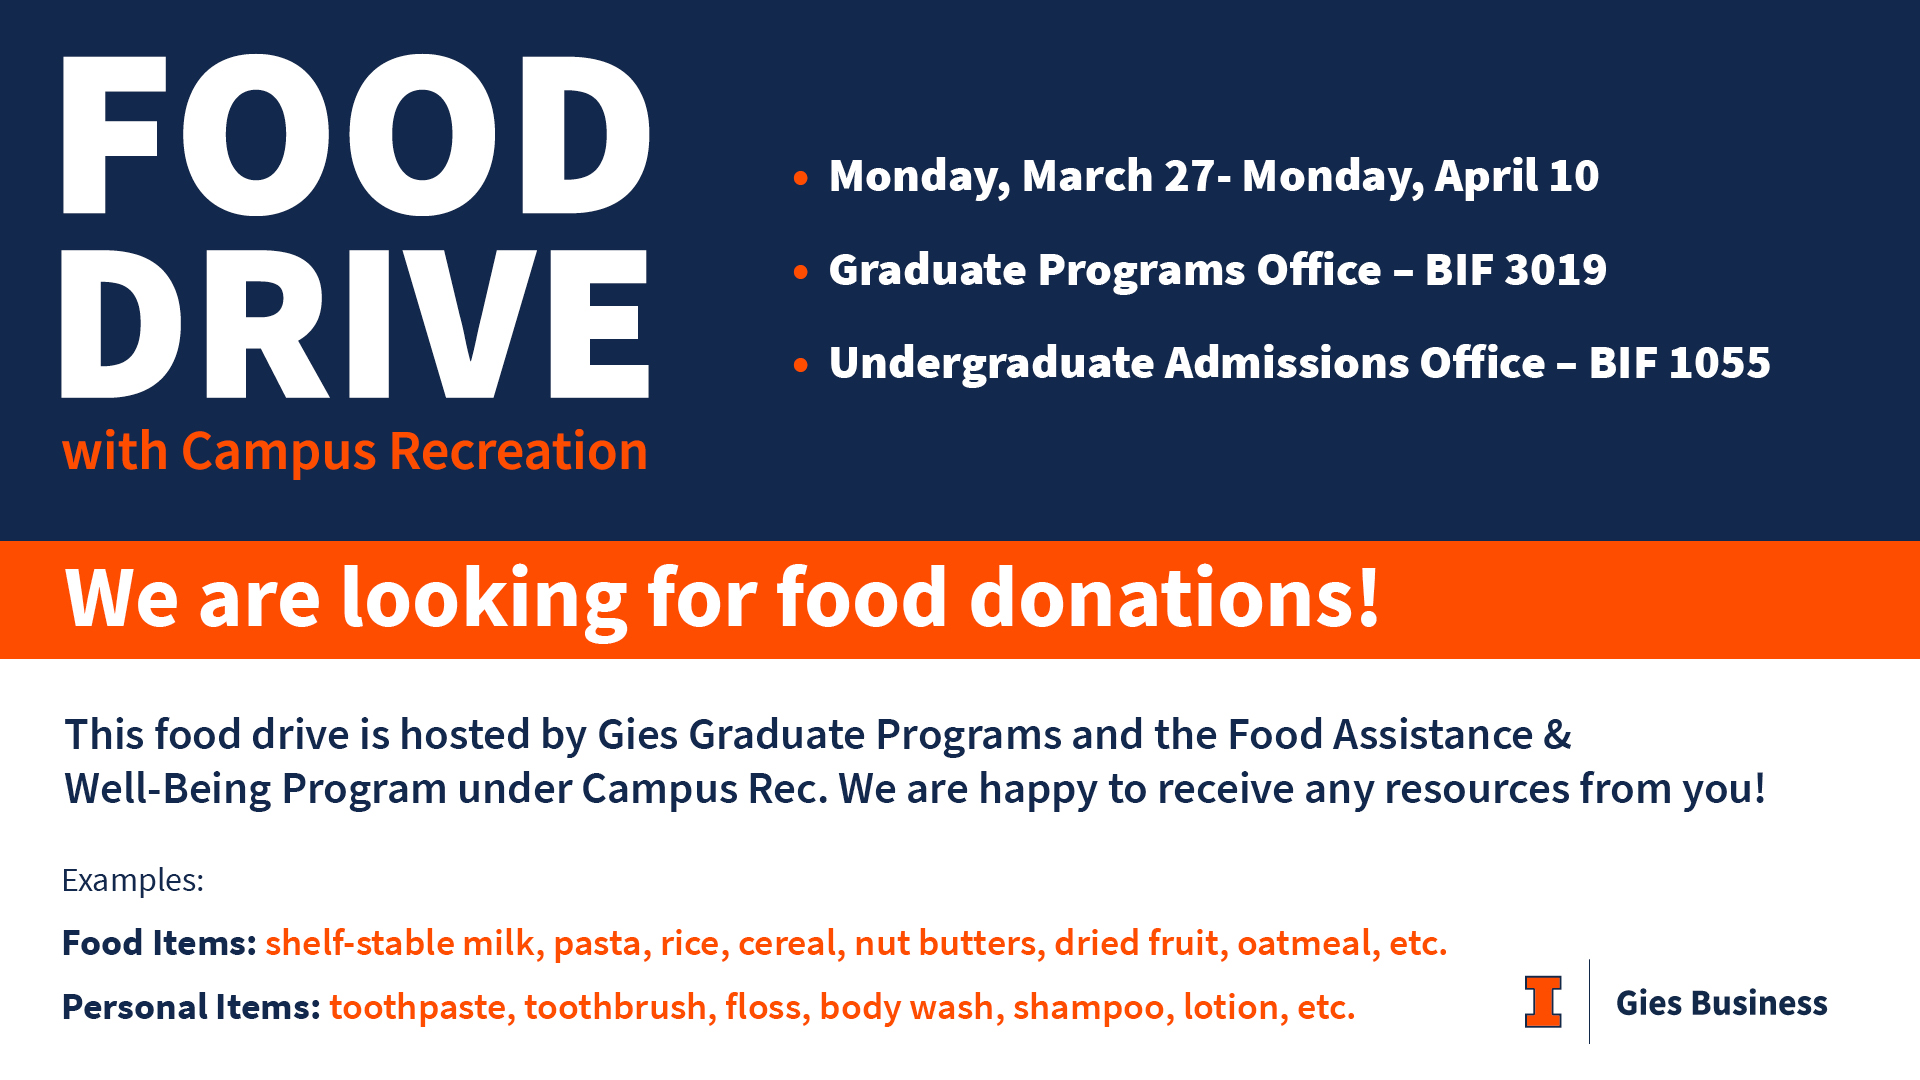 FOOD
DRIVE
with Campus Recreation
• Monday, March 27- Monday, April 10
• Graduate Programs Office – BIF 3019
• Undergraduate Admissions Office – BIF 1055
We are looking for food donations!
This food drive is hosted by Gies Graduate Programs and the Food Assistance &
Well-Being Program under Campus Rec. We are happy to receive any resources from you!
Examples:
Food Items: shelf-stable milk, pasta, rice, cereal, nut butters, dried fruit, oatmeal, etc.
Personal Items: toothpaste, toothbrush, floss, body wash, shampoo, lotion, etc.
I Gies Business